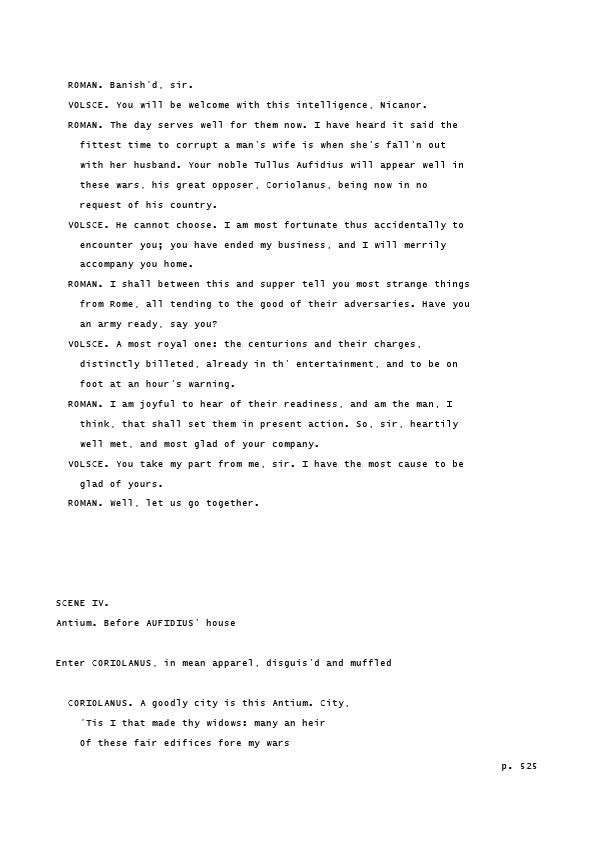 ROMAN. Banish'd, sir.
VOLSCE. You will be welcome with this intelligence, Nicanor.
ROMAN. The day serves well for them now. I have heard it said the
fittest time to corrupt a man's wife is when she's fall'n out
with her husband. Your noble Tullus Aufidius will appear well in
these wars, his great opposer, Coriolanus, being now in no
request of his country.
VOLSCE. He cannot choose. I am most fortunate thus accidentally to
encounter you; you have ended my business, and I will merrily
accompany you home.
ROMAN. I shall between this and supper tell you most strange things
from Rome, all tending to the good of their adversaries. Have you
an army ready, say you?
VOLSCE. A most royal one: the centurions and their charges,
distinctly billeted, already in th' entertainment, and to be on
foot at an hour's warning.
ROMAN. I am joyful to hear of their readiness, and am the man, I
think, that shall set them in present action. So, sir, heartily
well met, and most glad of your company.
VOLSCE. You take my part from me, sir. I have the most cause to be
glad of yours.
ROMAN. Well, let us go together.
SCENE IV.
Antium. Before AUFIDIUS' house
Enter CORIOLANUS, in mean apparel, disguis'd and muffled
CORIOLANUS. A goodly city is this Antium. City,
'Tis I that made thy widows: many an heir
Of these fair edifices fore my wars
p. 525